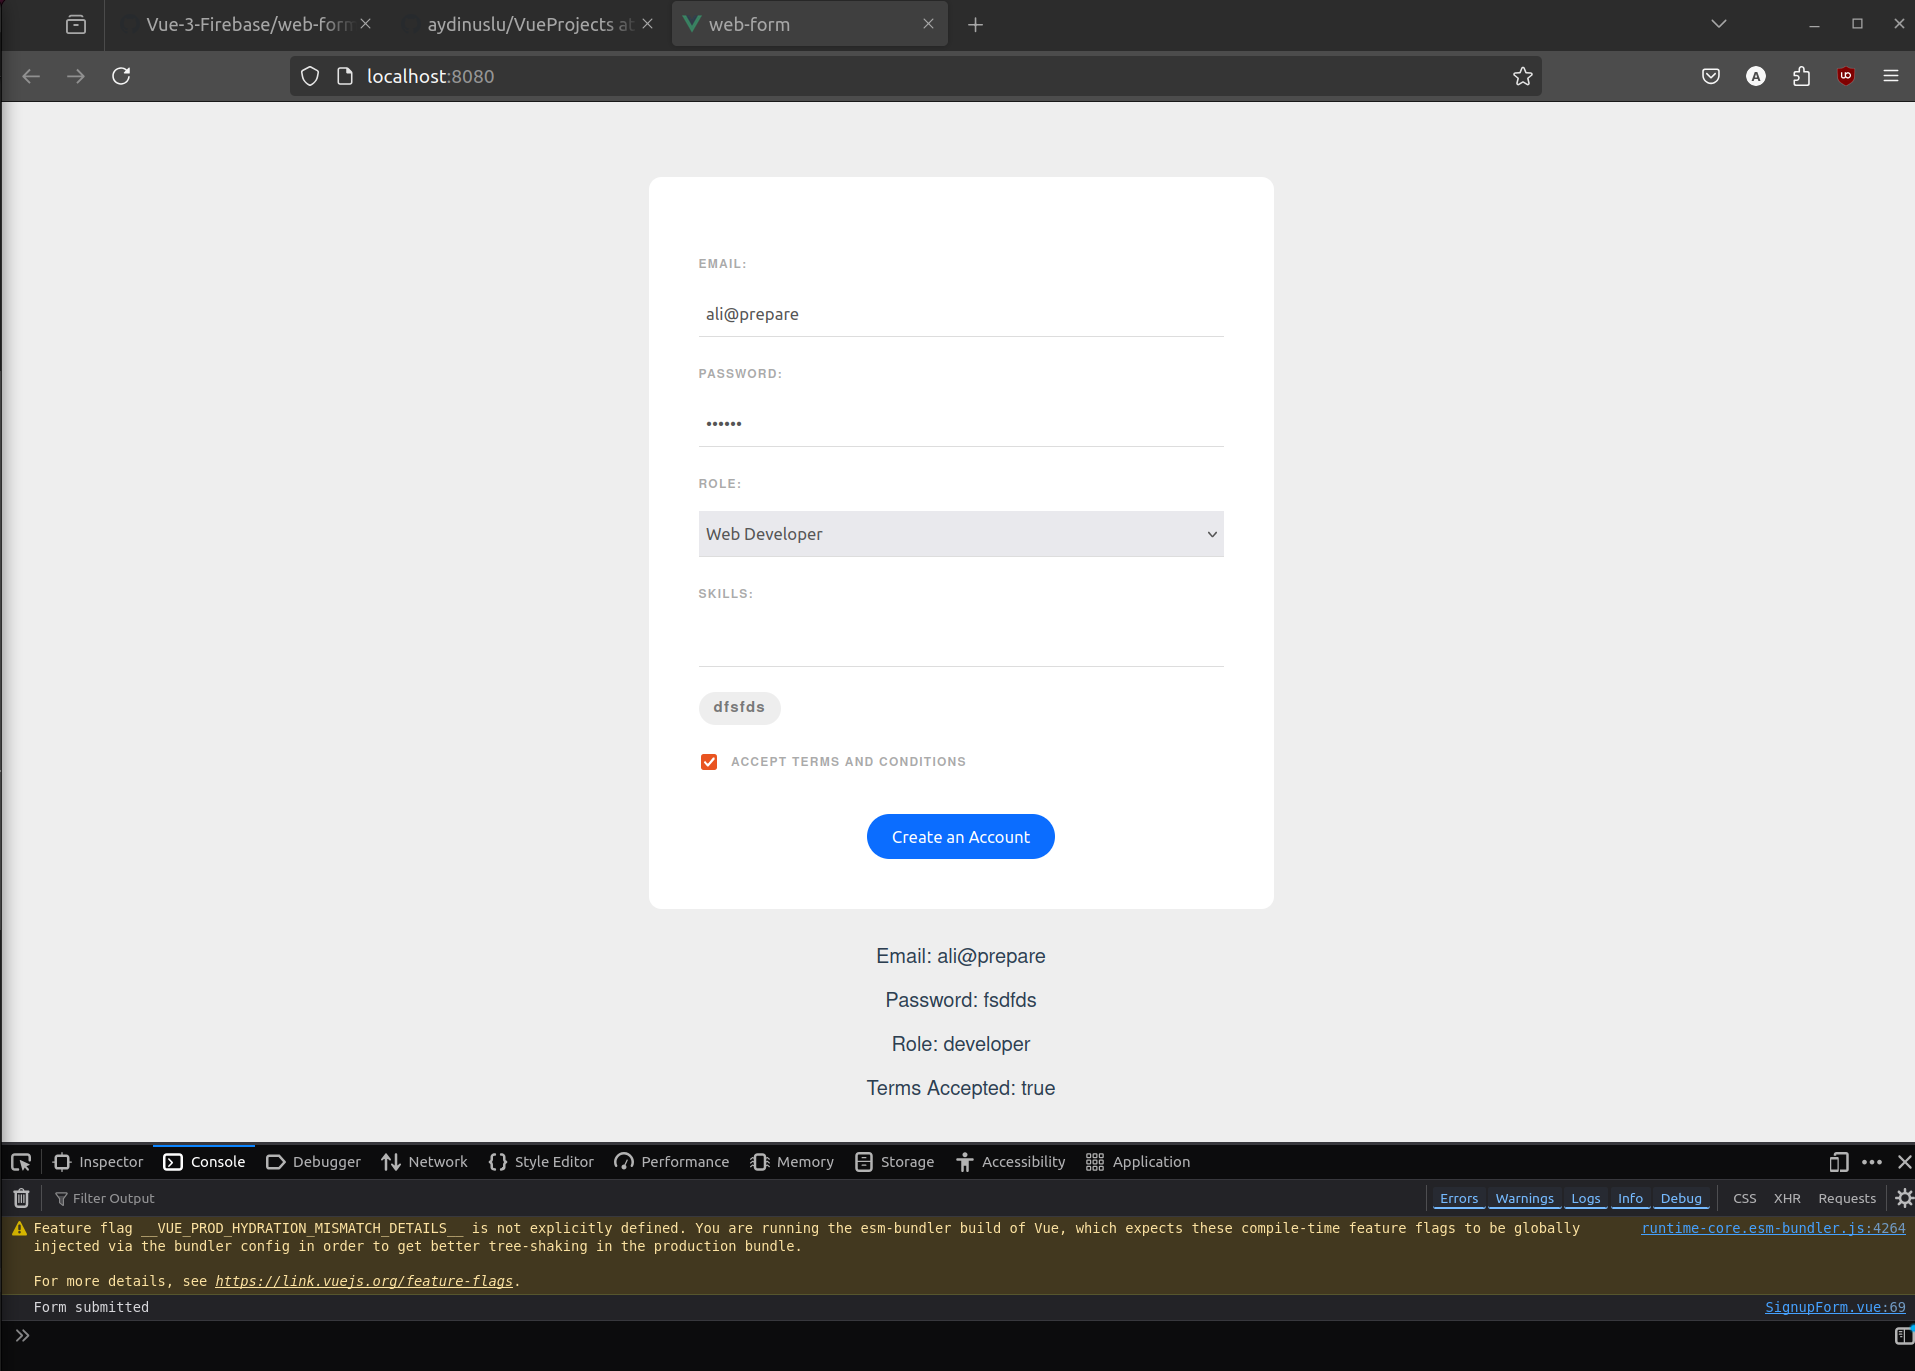 Vue-3-Firebase/web-form
aydinuslu/VueProjects at
web-form
localhost:8080
A
EMAIL:
ali@prepare
PASSWORD:
••••••
ROLE:
Web Developer
SKILLS:
dfsfds
ACCEPT TERMS AND CONDITIONS
Create an Account
Email: ali@prepare
Password: fsdfds
Role: developer
Terms Accepted: true
Inspector Console Debugger Network Style Editor Performance Memory Storage Accessibility Application
Filter Output Errors Warnings Logs Info Debug CSS XHR Requests
Feature flag __VUE_PROD_HYDRATION_MISMATCH_DETAILS__ is not explicitly defined. You are running the esm-bundler build of Vue, which expects these compile-time feature flags to be globally runtime-core.esm-bundler.js:4264
injected via the bundler config in order to get better tree-shaking in the production bundle.
For more details, see https://link.vuejs.org/feature-flags.
Form submitted SignupForm.vue:69